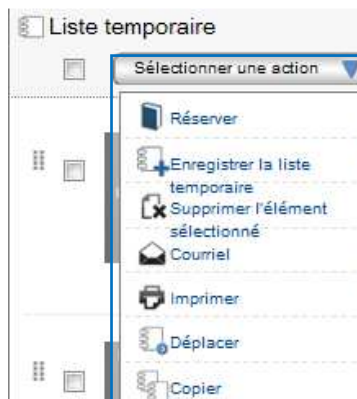 Liste temporaire
Sélectionner une action
Réserver
Enregistrer la liste
temporaire
Supprimer l'élément
sélectionné
Courriel
Imprimer
Déplacer
Copier